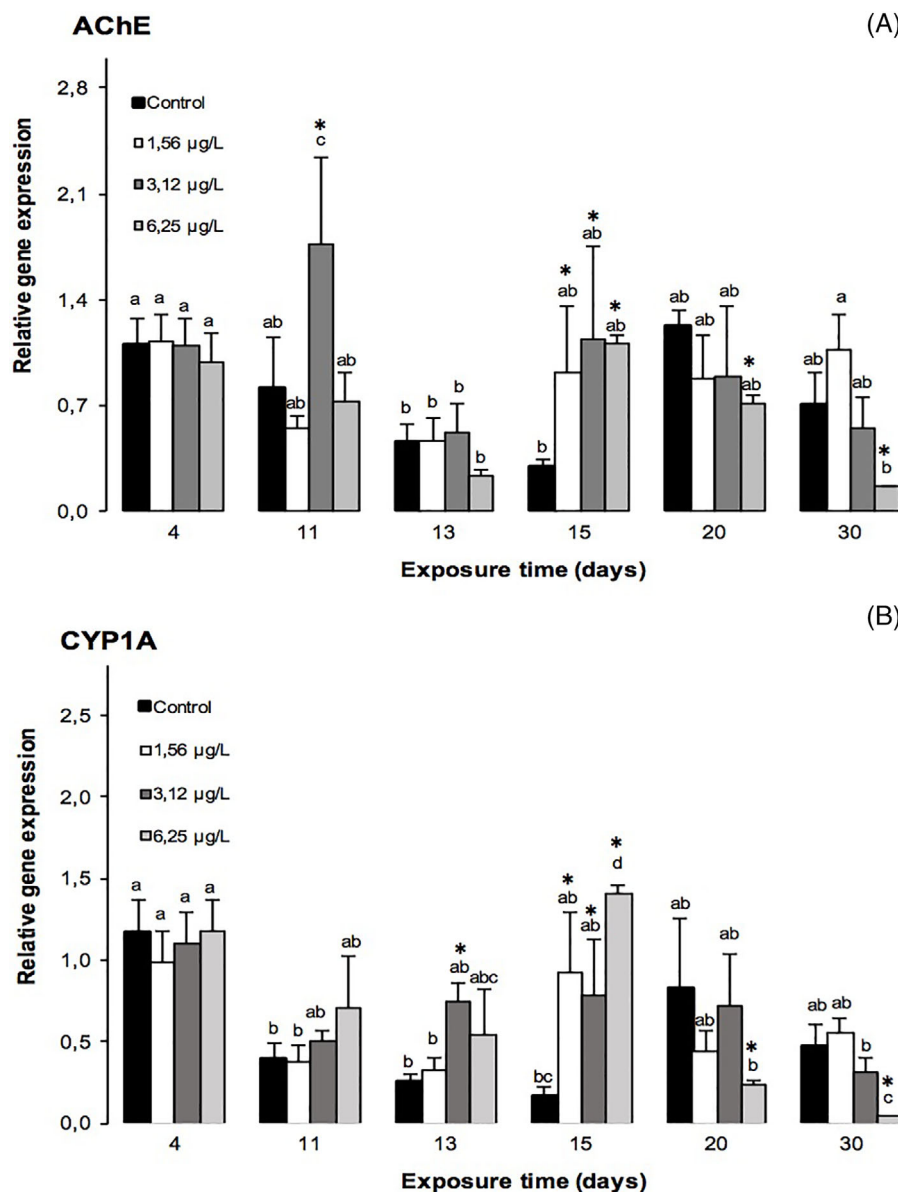 AChE
(A)
Relative gene expression
2,8
2,1
1,4
0,7
0,0
Control
1,56 µg/L
3,12 µg/L
6,25 µg/L
a a a a
ab ab * c ab
b b b b
b * ab * ab * ab
ab ab ab * ab
ab a ab * b
4 11 13 15 20 30
Exposure time (days)
CYP1A
(B)
Relative gene expression
2,5
2,0
1,5
1,0
0,5
0,0
Control
1,56 µg/L
3,12 µg/L
6,25 µg/L
a a a a
b b ab ab
b b * ab abc
bc * ab * ab * d
ab ab ab * b
ab ab b * c
4 11 13 15 20 30
Exposure time (days)